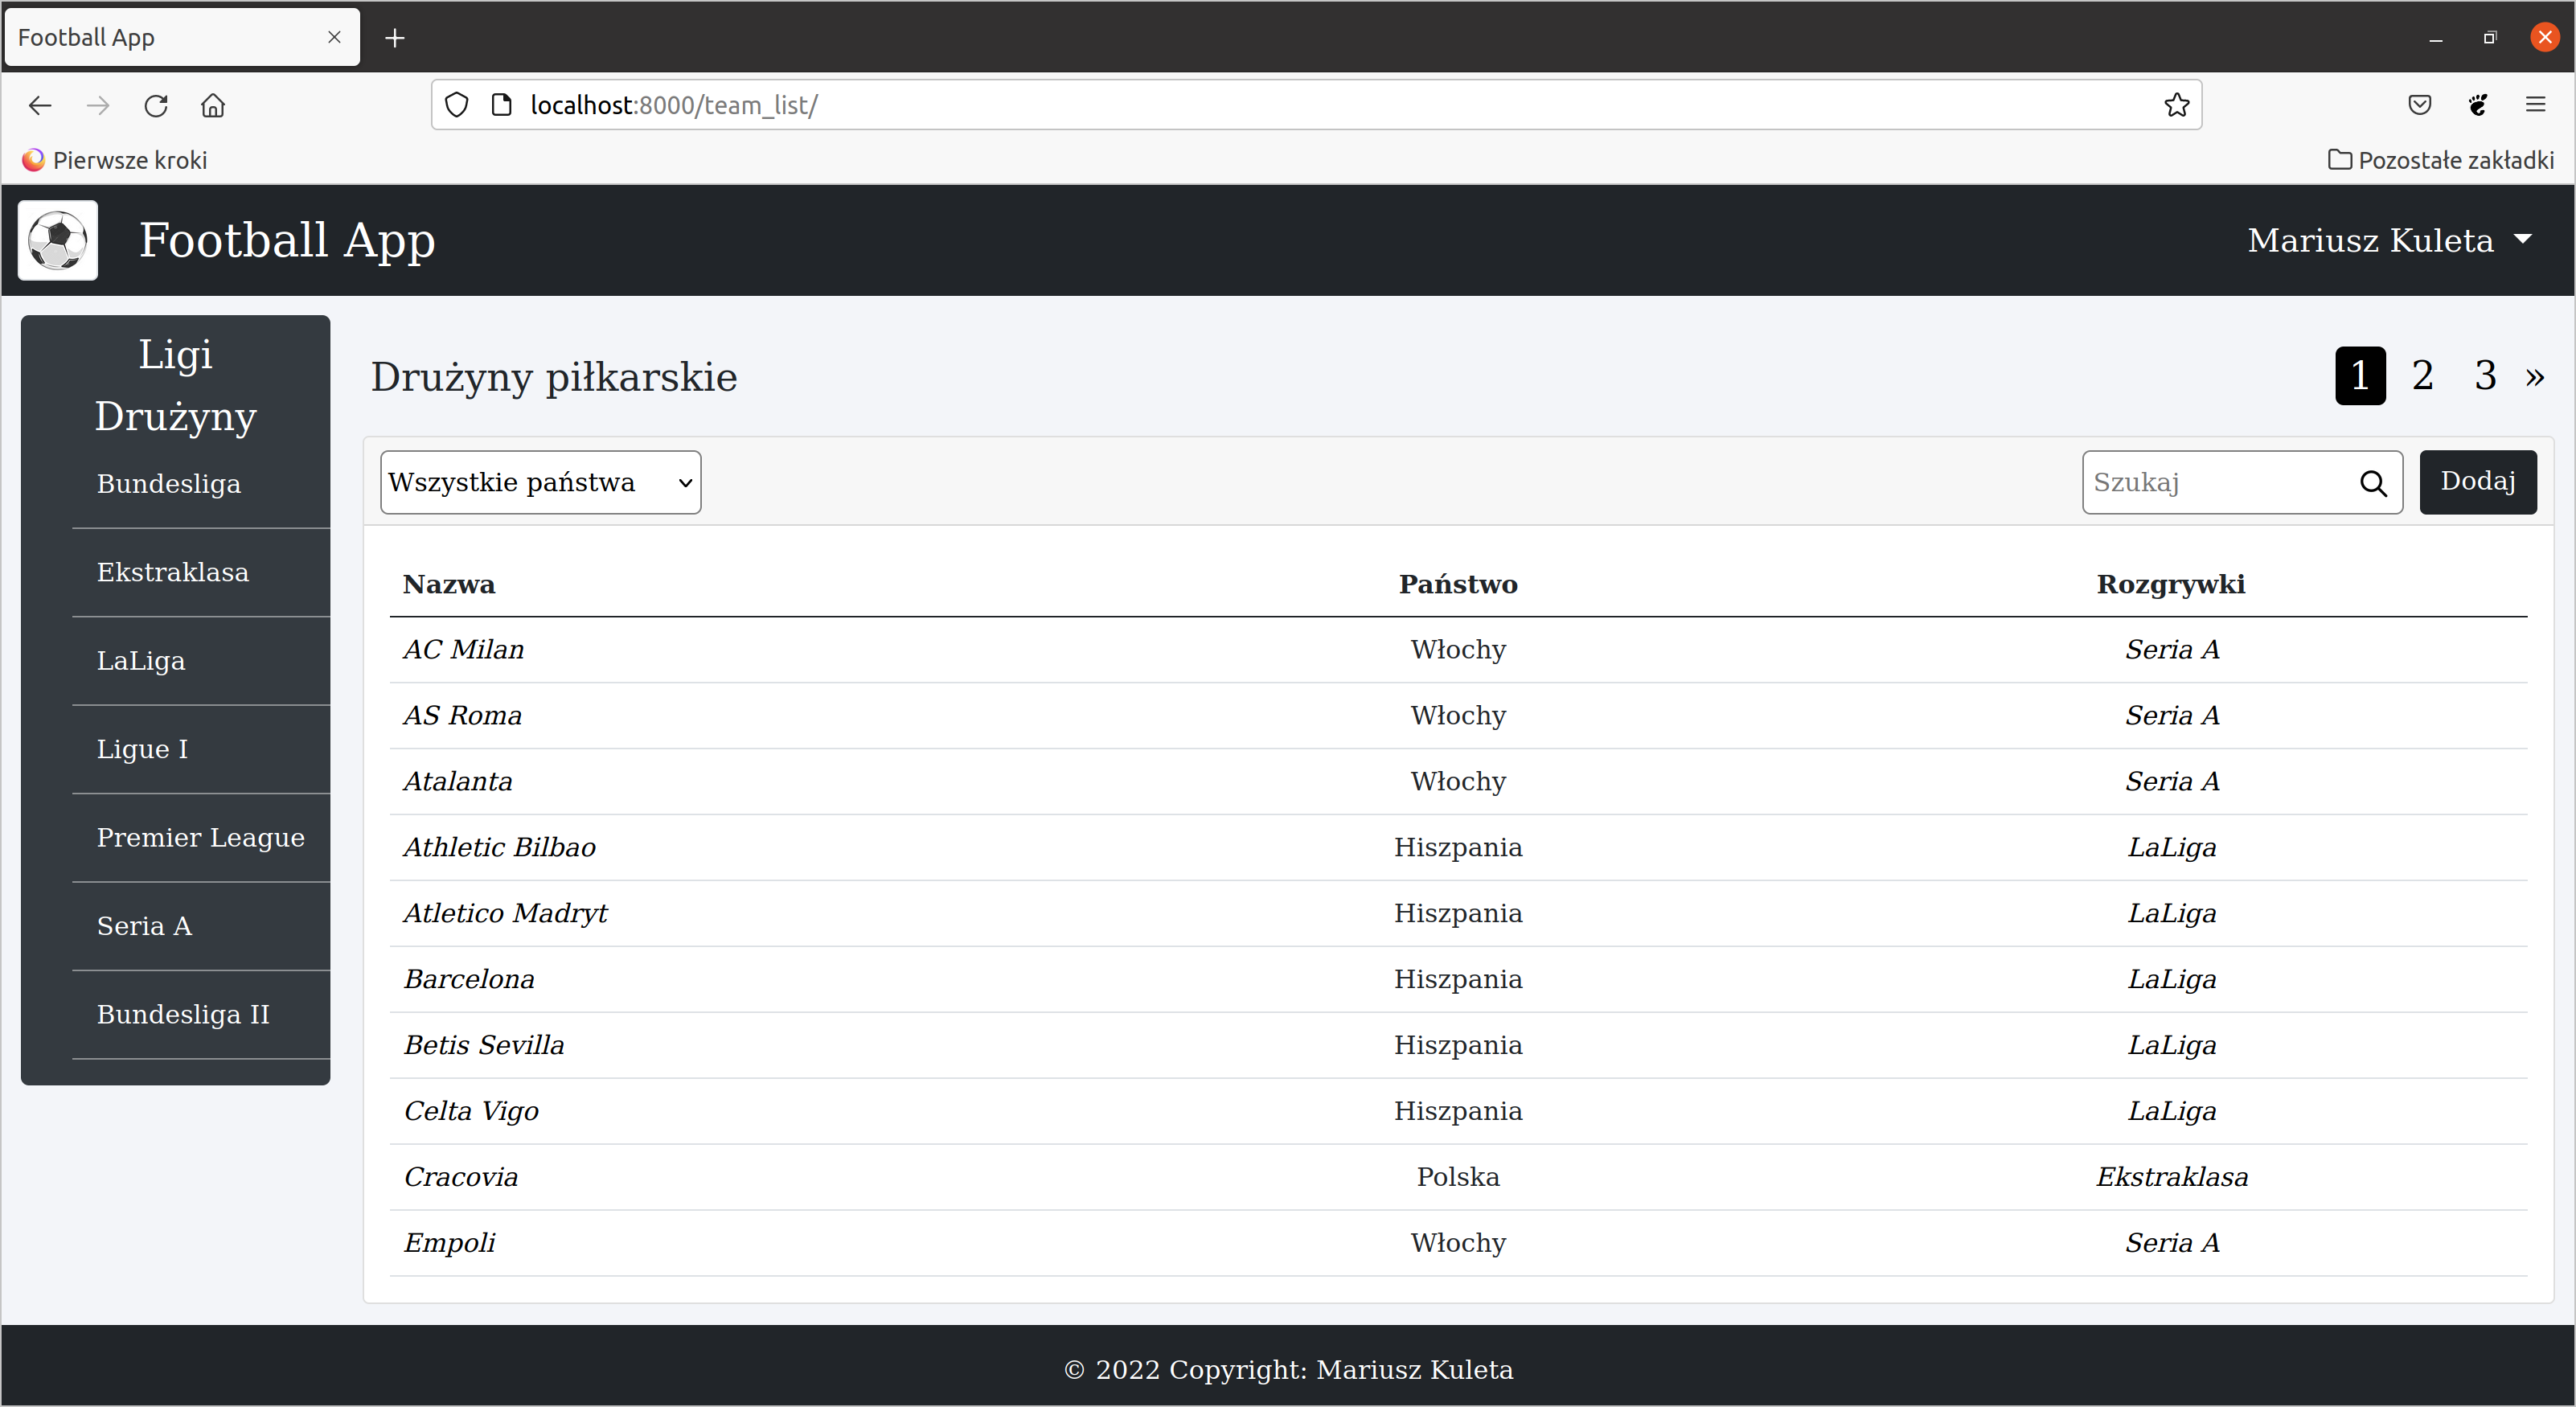 Football App
localhost:8000/team_list/
Pierwsze kroki
Pozostałe zakładki
Football App
Mariusz Kuleta
Ligi
Drużyny
Bundesliga
Ekstraklasa
LaLiga
Ligue I
Premier League
Seria A
Bundesliga II
Drużyny piłkarskie
1 2 3 »
Wszystkie państwa
Szukaj
Dodaj
Nazwa Państwo Rozgrywki
AC Milan Włochy Seria A
AS Roma Włochy Seria A
Atalanta Włochy Seria A
Athletic Bilbao Hiszpania LaLiga
Atletico Madryt Hiszpania LaLiga
Barcelona Hiszpania LaLiga
Betis Sevilla Hiszpania LaLiga
Celta Vigo Hiszpania LaLiga
Cracovia Polska Ekstraklasa
Empoli Włochy Seria A
© 2022 Copyright: Mariusz Kuleta